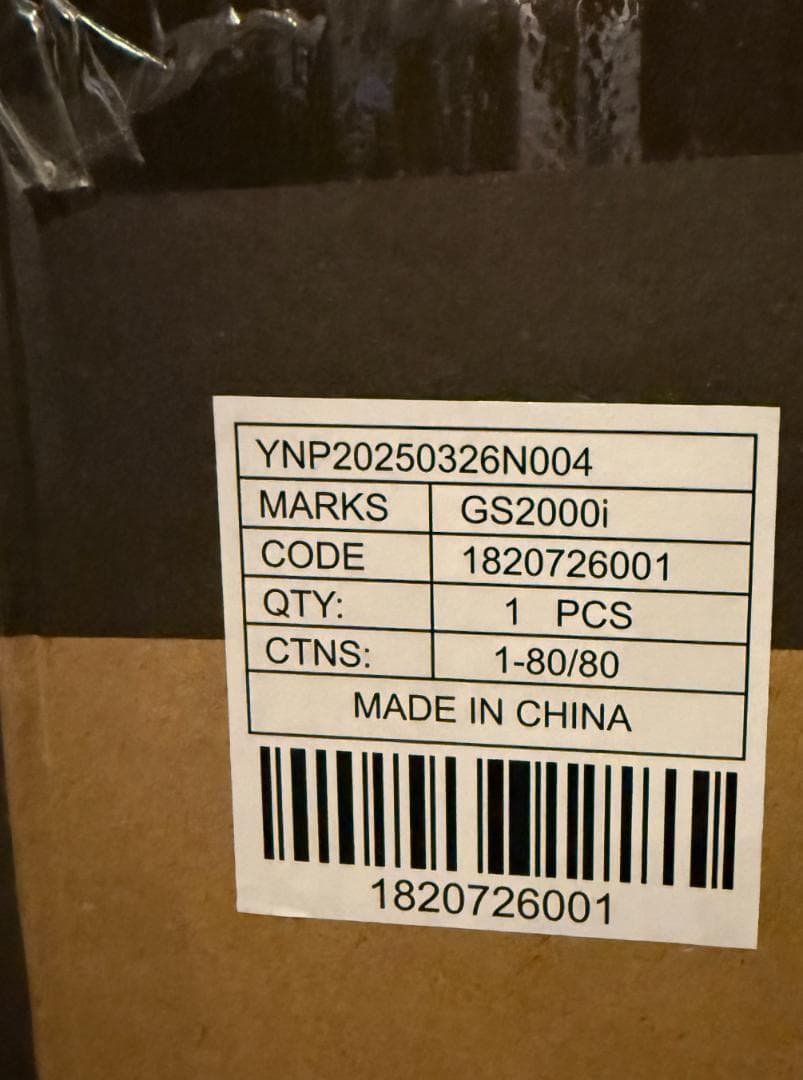 YNP20250326N004
MARKS GS2000i
CODE 1820726001
QTY: 1 PCS
CTNS: 1-80/80
MADE IN CHINA
1820726001